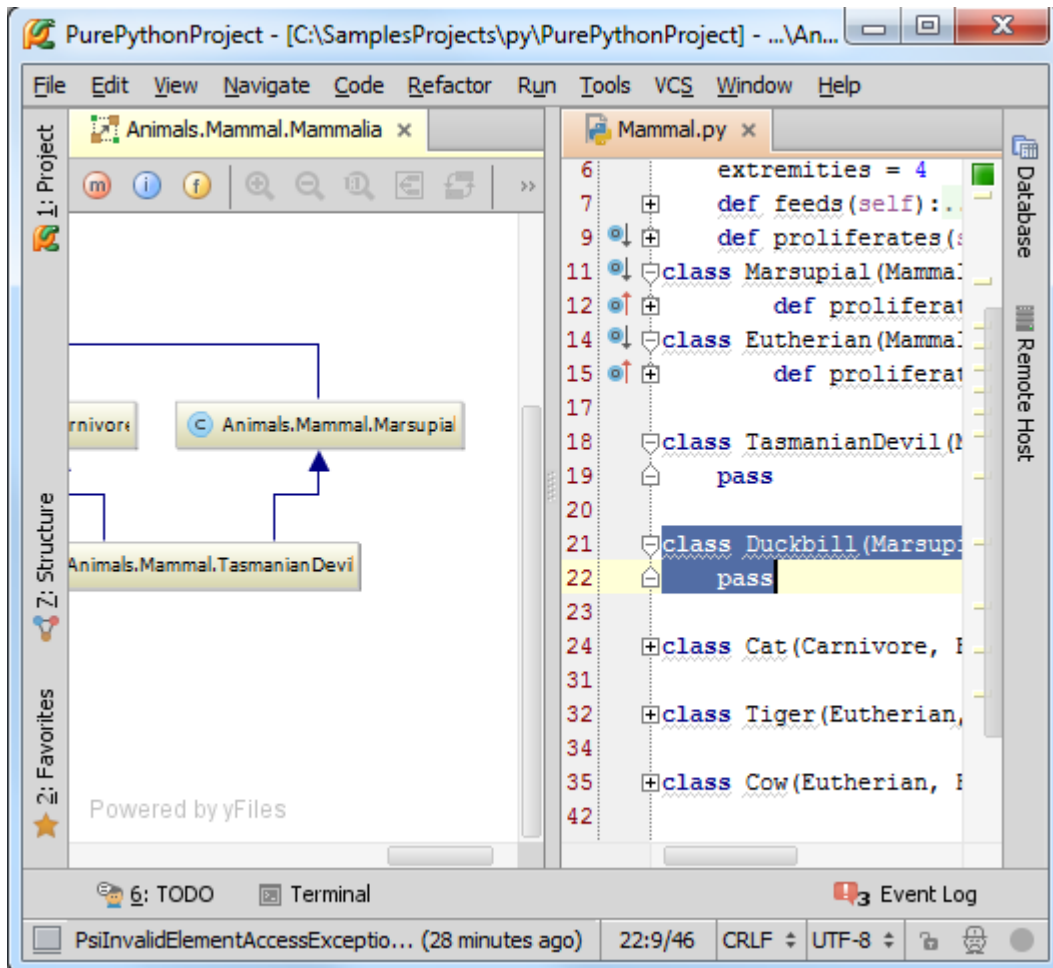 PurePythonProject - [C:\SamplesProjects\py\PurePythonProject] - ...\An...
File Edit View Navigate Code Refactor Run Tools VCS Window Help
1: Project
Z: Structure
2: Favorites
Animals.Mammal.Mammalia
m i f »
rnivore
C Animals.Mammal.Marsupial
Animals.Mammal.TasmanianDevil
Powered by yFiles
Mammal.py
6 extremities = 4
7 def feeds(self):..
9 def proliferates(s
11 class Marsupial(Mammal
12 def proliferat
14 class Eutherian(Mammal
15 def proliferat
17
18 class TasmanianDevil(M
19 pass
20
21 class Duckbill(Marsupi
22 pass
23
24 class Cat(Carnivore, E
31
32 class Tiger(Eutherian,
34
35 class Cow(Eutherian, E
42
Database
Remote Host
6: TODO Terminal 3 Event Log
PsiInvalidElementAccessExceptio... (28 minutes ago) 22:9/46 CRLF UTF-8